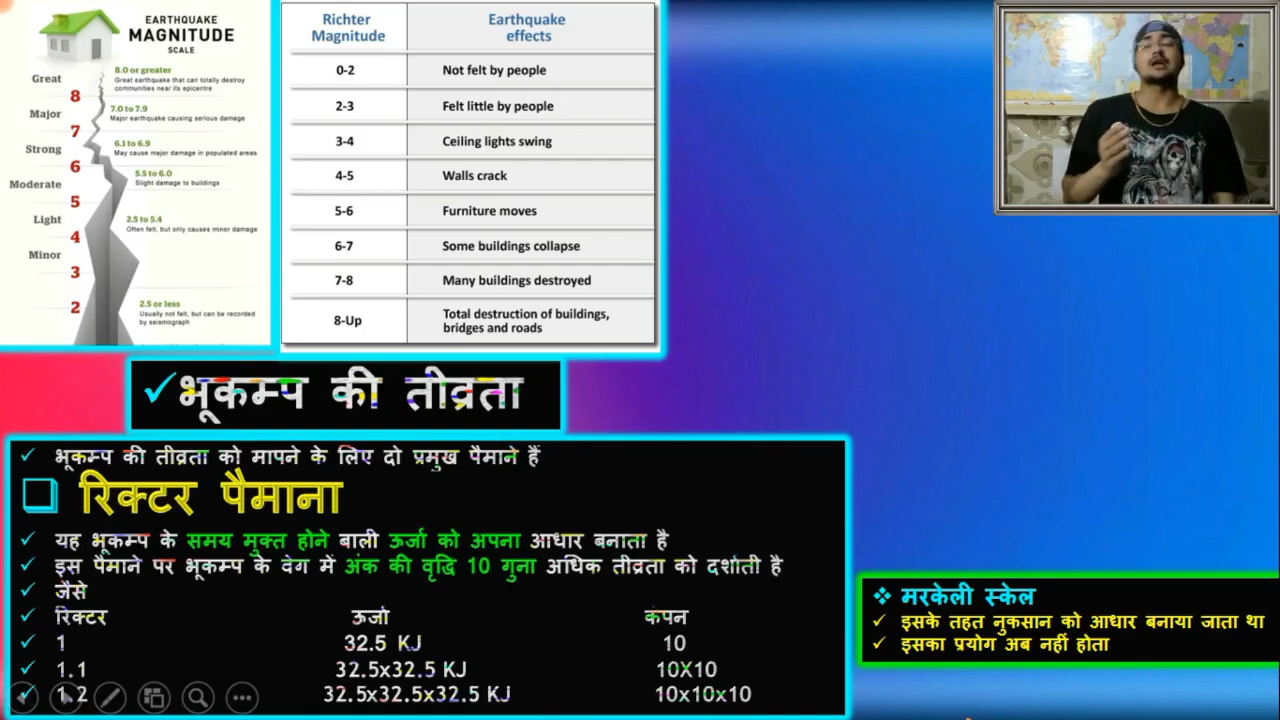 EARTHQUAKE
MAGNITUDE
SCALE
Great
8.0 or greater
Great earthquake that can totally destroy
communities near its epicentre
8
Major
7.0 to 7.9
Major earthquake causing serious damage
7
Strong
6.1 to 6.9
May cause major damage in populated areas
6
Moderate
5.5 to 6.0
Slight damage to buildings
5
Light
2.5 to 5.4
Often felt, but only causes minor damage
4
Minor
3
2.5 or less
Usually not felt, but can be recorded
by seismograph
2
Richter
Magnitude
Earthquake
effects
0-2
Not felt by people
2-3
Felt little by people
3-4
Ceiling lights swing
4-5
Walls crack
5-6
Furniture moves
6-7
Some buildings collapse
7-8
Many buildings destroyed
8-Up
Total destruction of buildings,
bridges and roads
भूकम्प की तीव्रता
भूकम्प की तीव्रता को मापने के लिए दो प्रमुख पैमाने हैं
रिक्टर पैमाना
यह भूकम्प के समय मुक्त होने बाली ऊर्जा को अपना आधार बनाता है
इस पैमाने पर भूकम्प के वेग में अंक की वृद्धि 10 गुना अधिक तीव्रता को दर्शाती है
जैसे
रिक्टर ऊर्जा कंपन
1 32.5 KJ 10
1.1 32.5x32.5 KJ 10X10
1.2 32.5x32.5x32.5 KJ 10x10x10
मरकेली स्केल
इसके तहत नुकसान को आधार बनाया जाता था
इसका प्रयोग अब नहीं होता